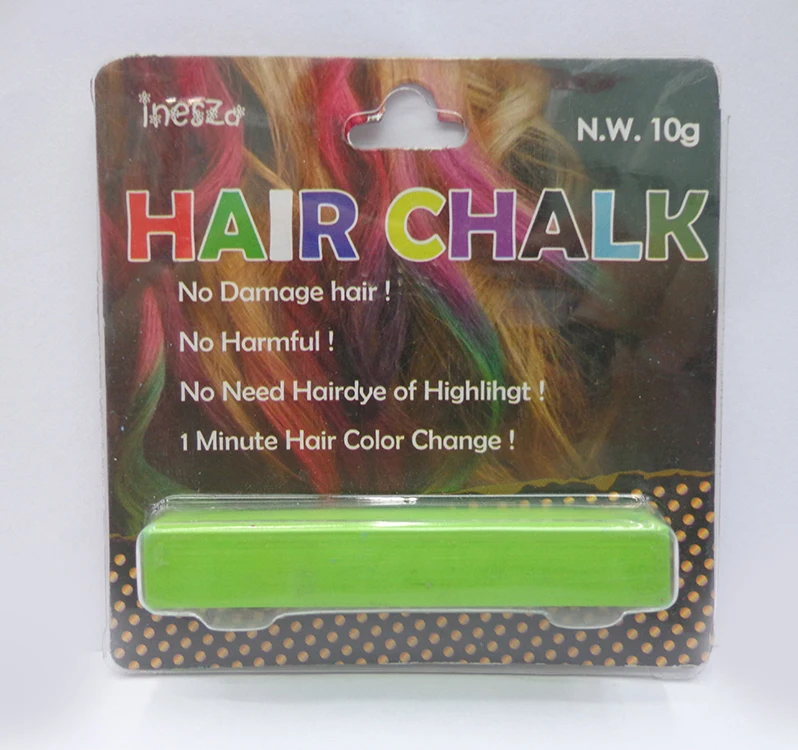 inesza
N.W. 10g
HAIR CHALK
No Damage hair !
No Harmful !
No Need Hairdye of Highlihgt !
1 Minute Hair Color Change !